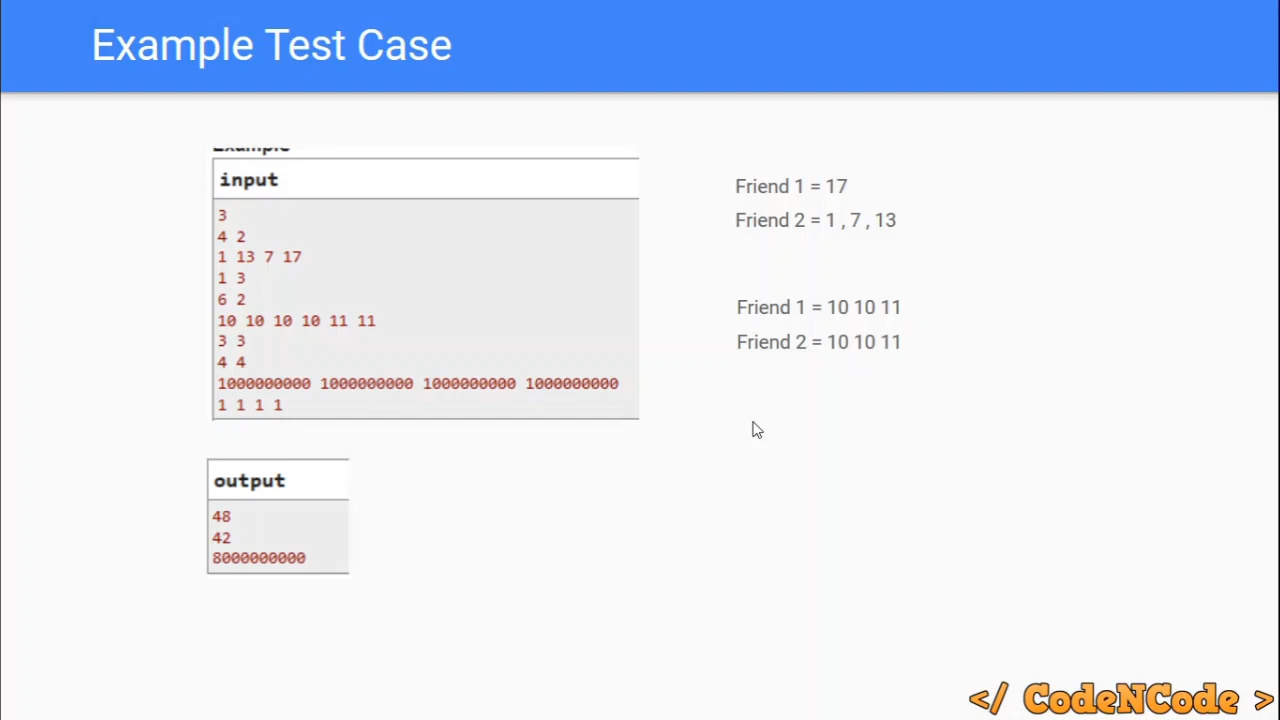 Example Test Case
Example
input
3
4 2
1 13 7 17
1 3
6 2
10 10 10 10 11 11
3 3
4 4
1000000000 1000000000 1000000000 1000000000
1 1 1 1
output
48
42
8000000000
Friend 1 = 17
Friend 2 = 1 , 7 , 13
Friend 1 = 10 10 11
Friend 2 = 10 10 11
</ CodeNCode >